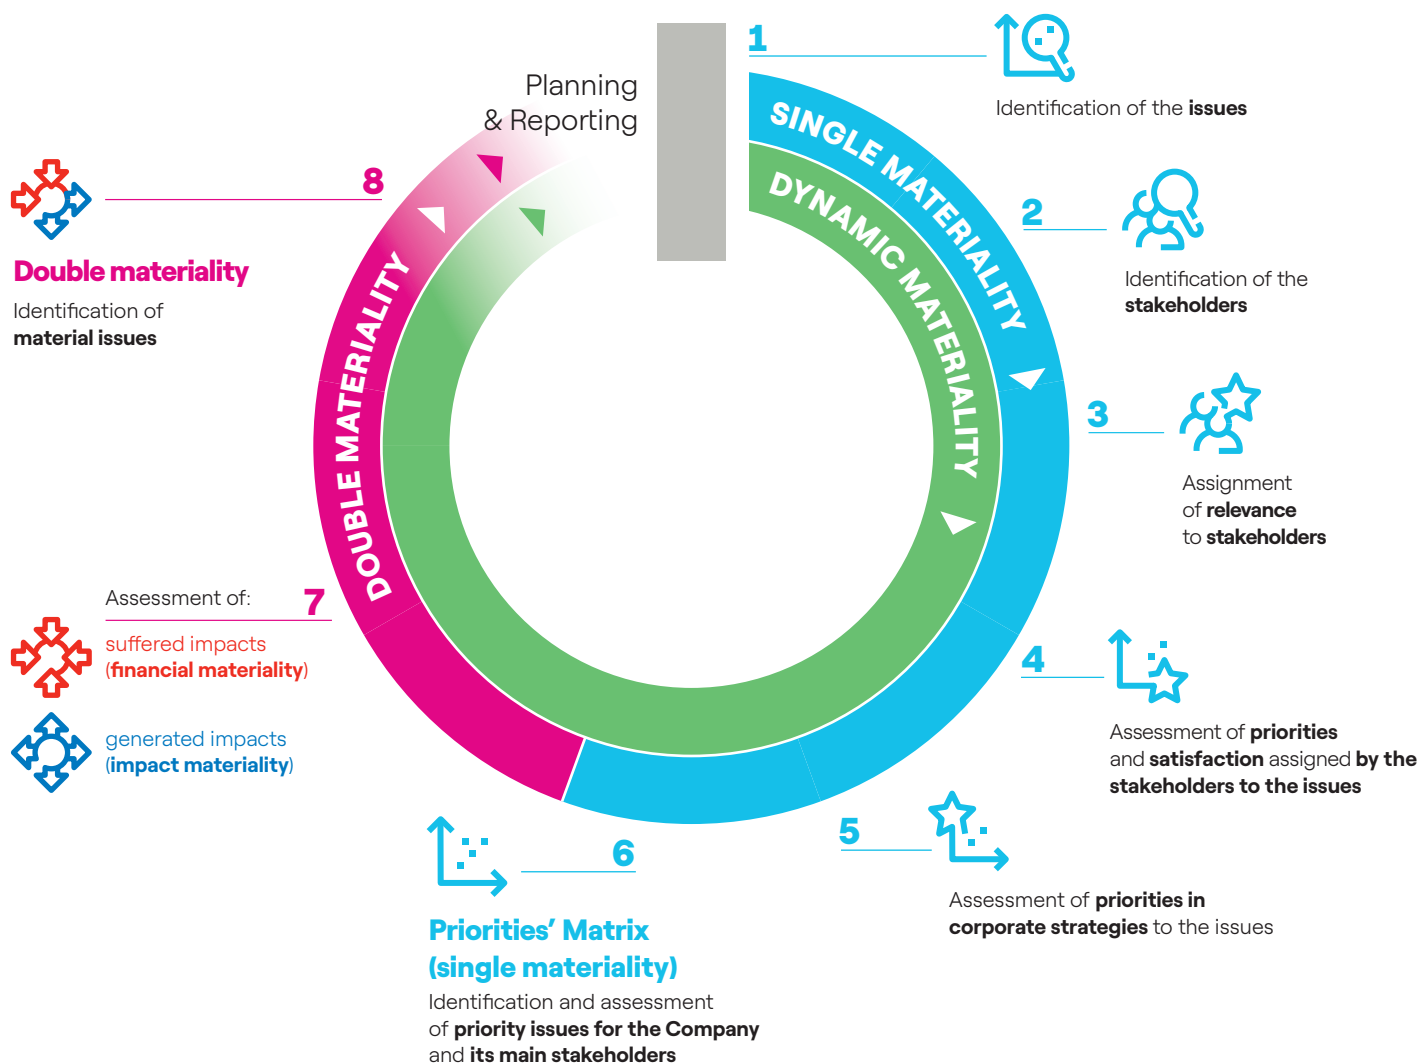 Planning
& Reporting
1
Identification of the issues
SINGLE MATERIALITY
DYNAMIC MATERIALITY
2
Identification of the
stakeholders
3
Assignment
of relevance
to stakeholders
4
Assessment of priorities
and satisfaction assigned by the
stakeholders to the issues
5
Assessment of priorities in
corporate strategies to the issues
6
Priorities’ Matrix
(single materiality)
Identification and assessment
of priority issues for the Company
and its main stakeholders
DOUBLE MATERIALITY
7
Assessment of:
suffered impacts
(financial materiality)
generated impacts
(impact materiality)
8
Double materiality
Identification of
material issues